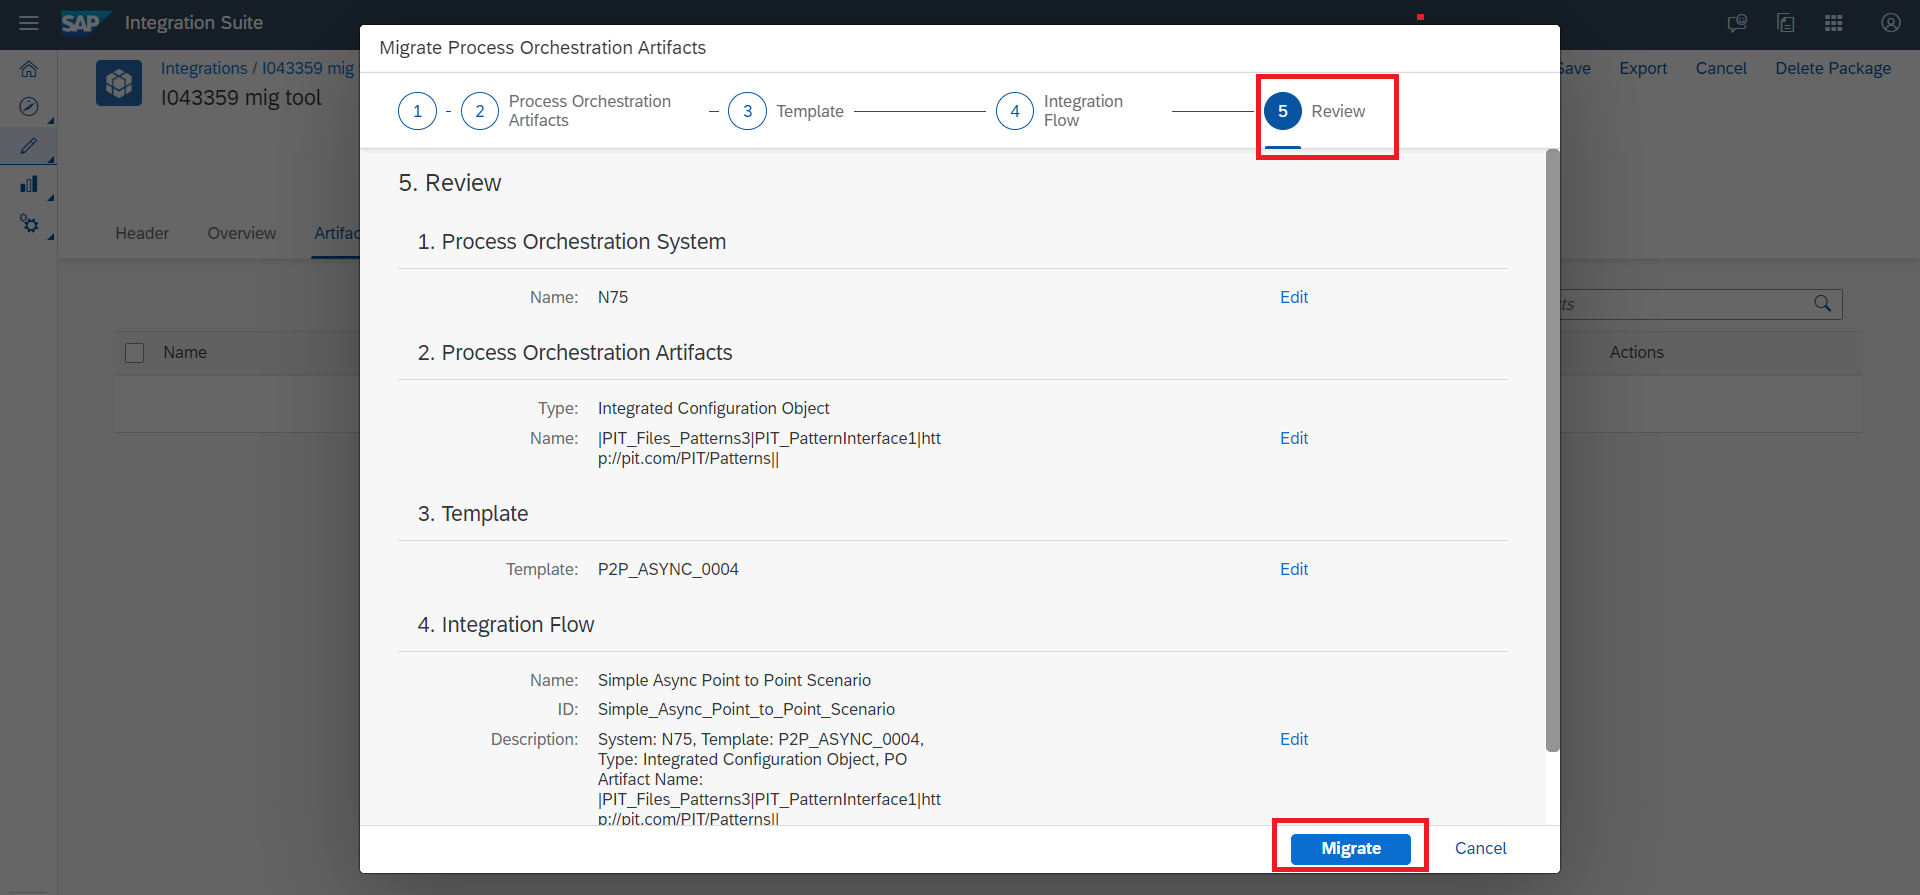 SAP Integration Suite
Migrate Process Orchestration Artifacts
Integrations / I043359 mig
I043359 mig tool
Save Export Cancel Delete Package
1 - 2 Process Orchestration
Artifacts
3 Template
4 Integration
Flow
5 Review
Header Overview Artifac
Name
Actions
5. Review
1. Process Orchestration System
Name: N75 Edit
2. Process Orchestration Artifacts
Type: Integrated Configuration Object
Name: |PIT_Files_Patterns3|PIT_PatternInterface1|htt Edit
p://pit.com/PIT/Patterns||
3. Template
Template: P2P_ASYNC_0004 Edit
4. Integration Flow
Name: Simple Async Point to Point Scenario
ID: Simple_Async_Point_to_Point_Scenario
Description: System: N75, Template: P2P_ASYNC_0004, Edit
Type: Integrated Configuration Object, PO
Artifact Name:
|PIT_Files_Patterns3|PIT_PatternInterface1|htt
p://pit.com/PIT/Patterns||
Migrate Cancel